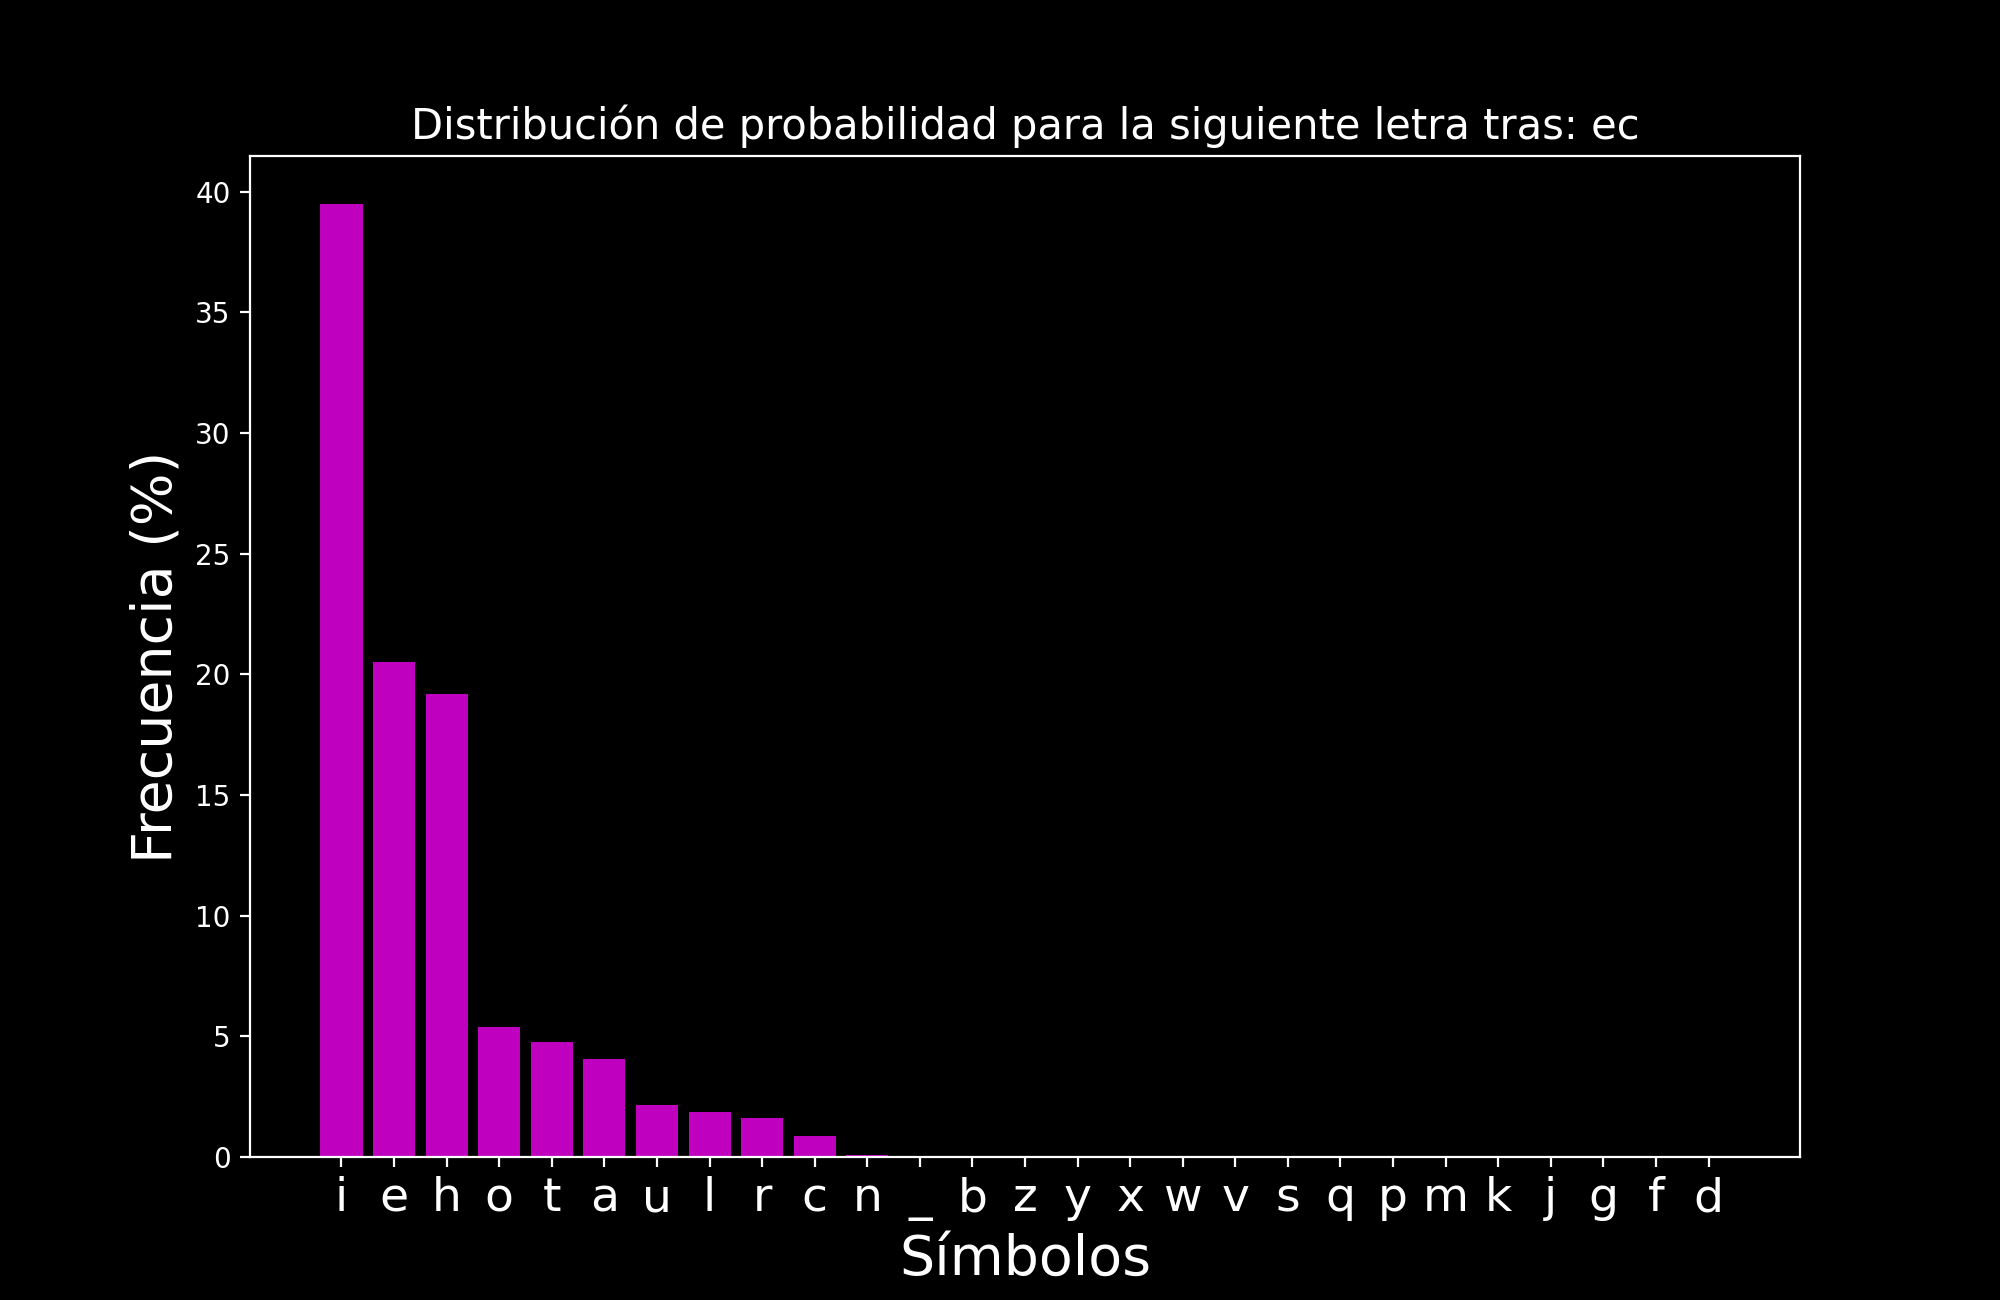 Distribución de probabilidad para la siguiente letra tras: ec
Frecuencia (%)
40
35
30
25
20
15
10
5
0
i e h o t a u l r c n _ b z y x w v s q p m k j g f d
Símbolos